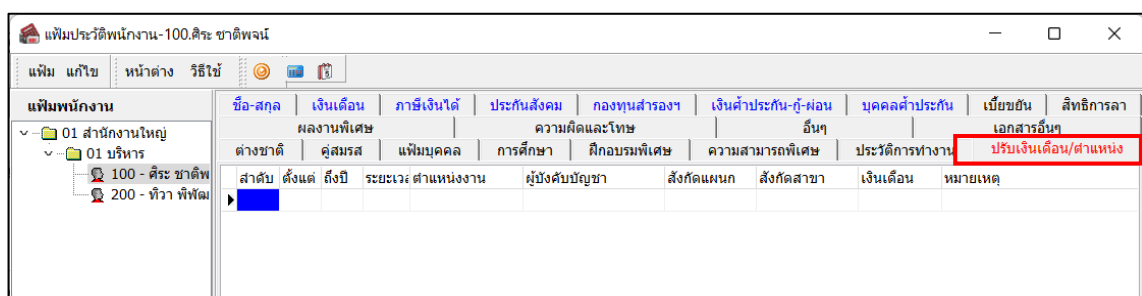 แฟ้มประวัติพนักงาน-100.ศิระ ชาติพจน์
แฟ้ม แก้ไข หน้าต่าง วิธีใช้
แฟ้มพนักงาน
01 สำนักงานใหญ่
01 บริหาร
100 - ศิระ ชาติพ
200 - ทิวา พิพัฒ
ชื่อ-สกุล เงินเดือน ภาษีเงินได้ ประกันสังคม กองทุนสำรองฯ เงินค้ำประกัน-กู้-ผ่อน บุคคลค้ำประกัน เบี้ยขยัน สิทธิการลา
ผลงานพิเศษ ความผิดและโทษ อื่นๆ เอกสารอื่นๆ
ต่างชาติ คู่สมรส แฟ้มบุคคล การศึกษา ฝึกอบรมพิเศษ ความสามารถพิเศษ ประวัติการทำงาน ปรับเงินเดือน/ตำแหน่ง
ลำดับ ตั้งแต่ ถึงปี ระยะเวล ตำแหน่งงาน ผู้บังคับบัญชา สังกัดแผนก สังกัดสาขา เงินเดือน หมายเหตุ